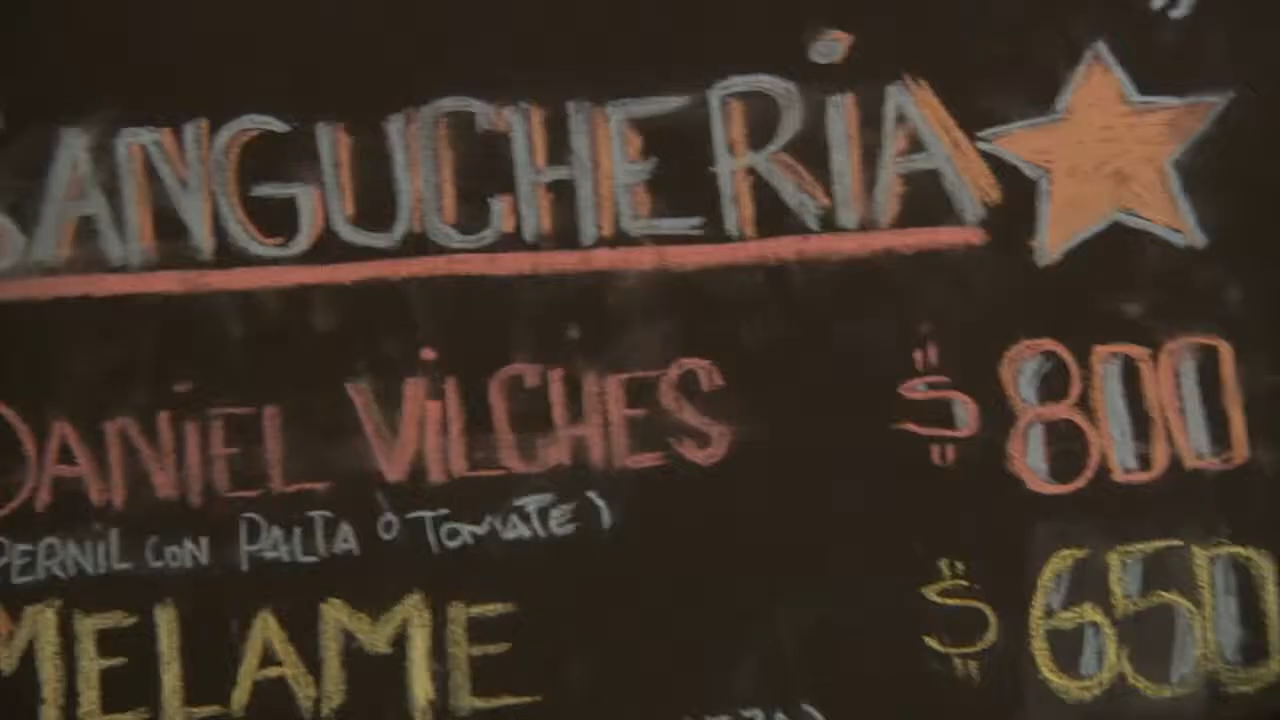 SANGUCHERiA
DANiEL ViLCHES $800
PERNiL CON PALTA Ó TOMATE)
MELAME $650